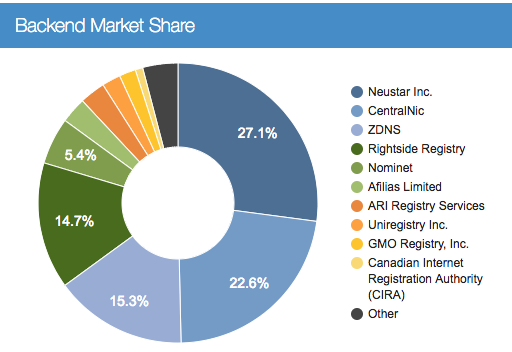 Backend Market Share
27.1%
22.6%
15.3%
14.7%
5.4%
Neustar Inc.
CentralNic
ZDNS
Rightside Registry
Nominet
Afilias Limited
ARI Registry Services
Uniregistry Inc.
GMO Registry, Inc.
Canadian Internet
Registration Authority
(CIRA)
Other